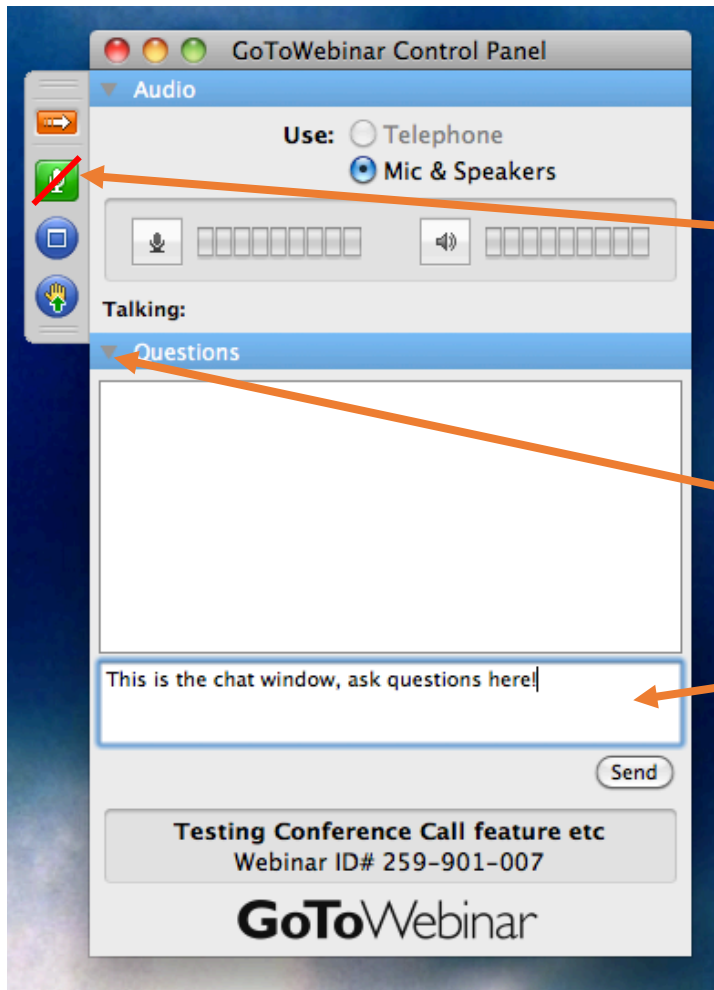 GoToWebinar Control Panel
Audio
Use: Telephone
Mic & Speakers
Talking:
Questions
This is the chat window, ask questions here!
Send
Testing Conference Call feature etc
Webinar ID# 259-901-007
GoToWebinar